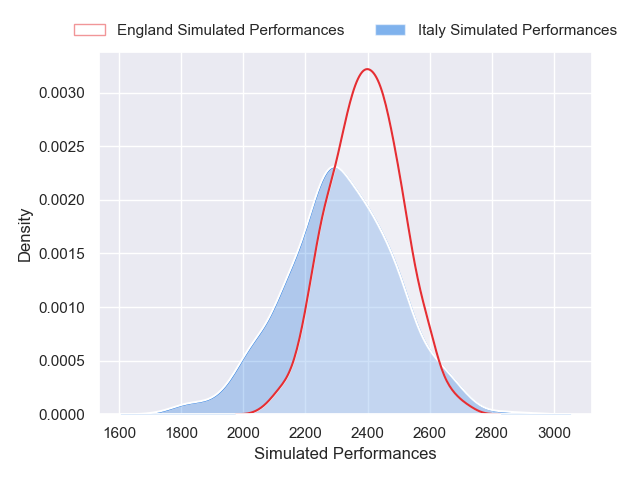 England Simulated Performances
Italy Simulated Performances
0.0030
0.0025
0.0020
0.0015
0.0010
0.0005
0.0000
Density
1600 1800 2000 2200 2400 2600 2800 3000
Simulated Performances